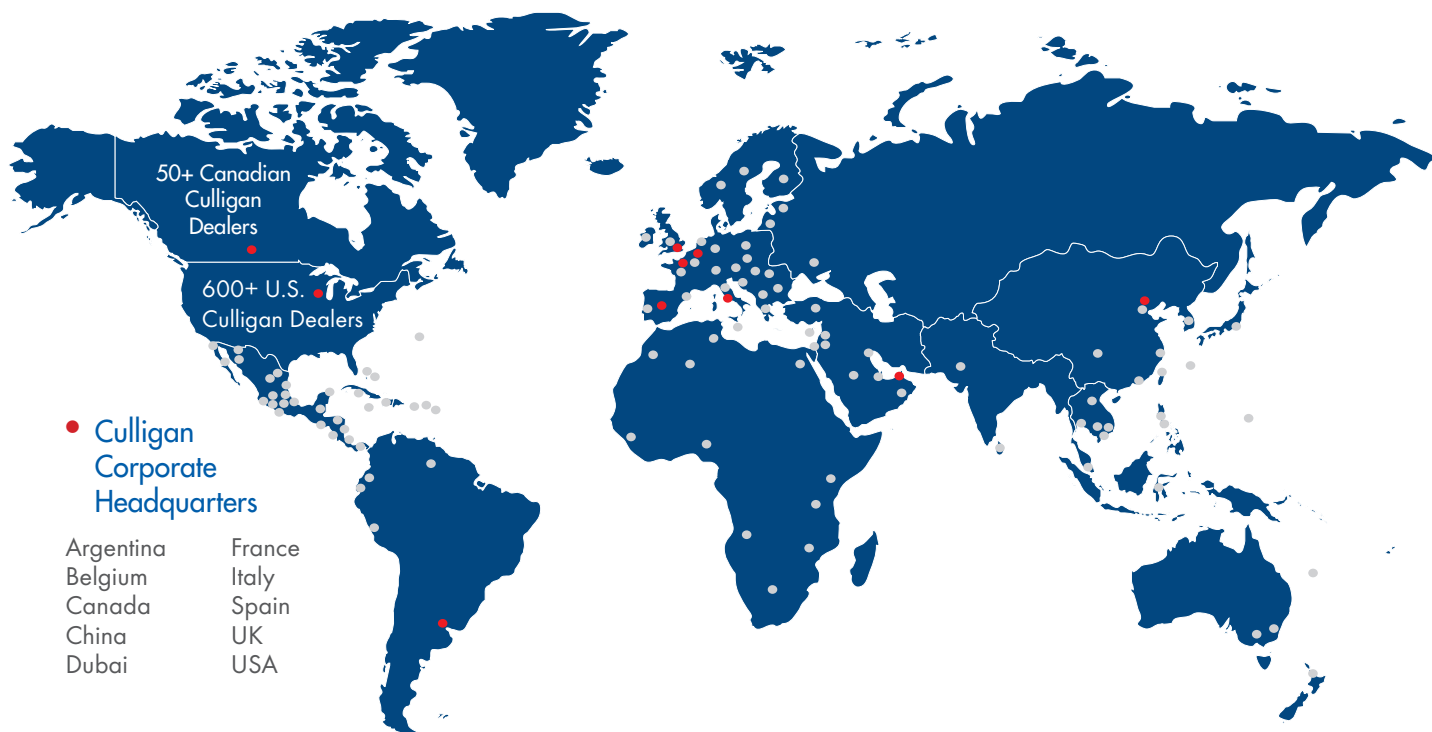 50+ Canadian
Culligan
Dealers
600+ U.S.
Culligan Dealers
Culligan
Corporate
Headquarters
Argentina
Belgium
Canada
China
Dubai
France
Italy
Spain
UK
USA